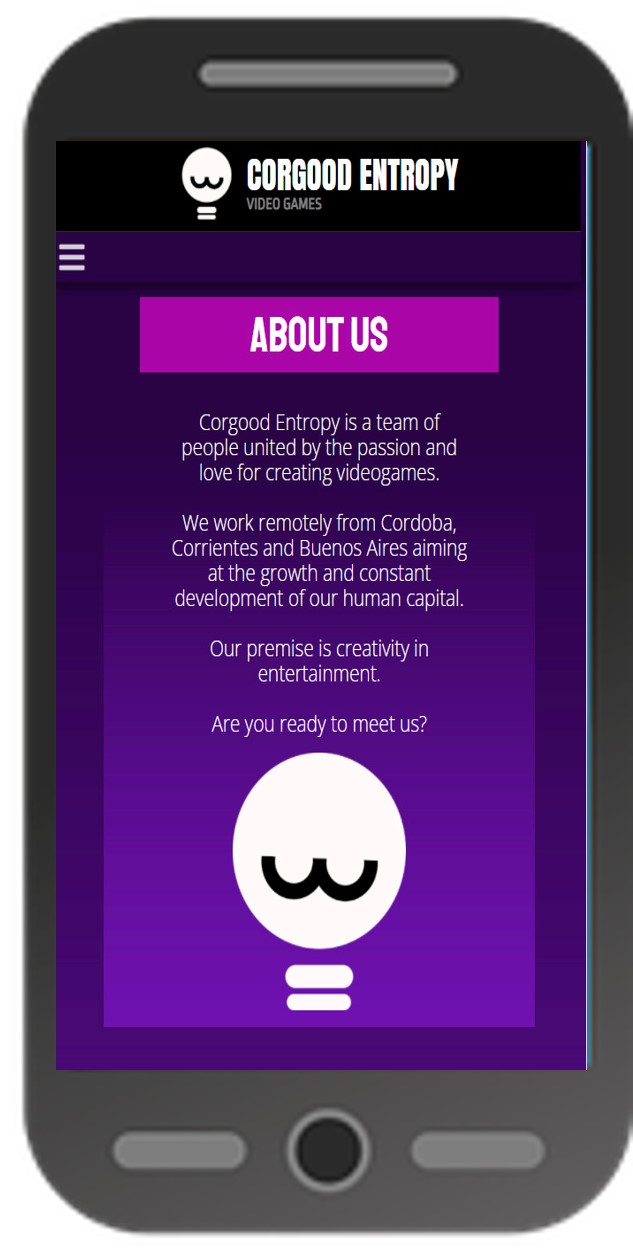 CORGOOD ENTROPY
VIDEO GAMES
ABOUT US
Corgood Entropy is a team of
people united by the passion and
love for creating videogames.
We work remotely from Cordoba,
Corrientes and Buenos Aires aiming
at the growth and constant
development of our human capital.
Our premise is creativity in
entertainment.
Are you ready to meet us?